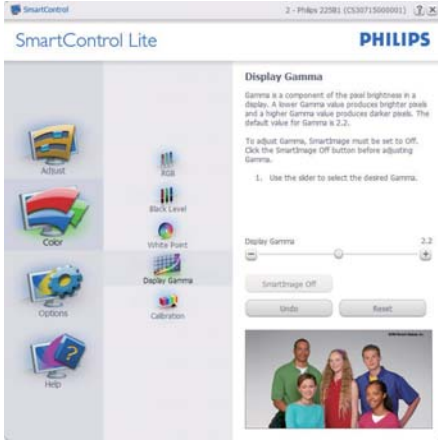 SmartControl
2 - Philips 225B1 (CS30715000001)
SmartControl Lite
PHILIPS
Adjust
Color
Options
Help
RGB
Black Level
White Point
Display Gamma
Calibration
Display Gamma
Gamma is a component of the pixel brightness in a
display. A lower Gamma value produces brighter pixels
and a higher Gamma value produces darker pixels. The
default value for Gamma is 2.2.
To adjust Gamma, SmartImage must be set to Off.
Click the SmartImage Off button before adjusting
Gamma.
1. Use the slider to select the desired Gamma.
Display Gamma 2.2
SmartImage Off
Undo Reset